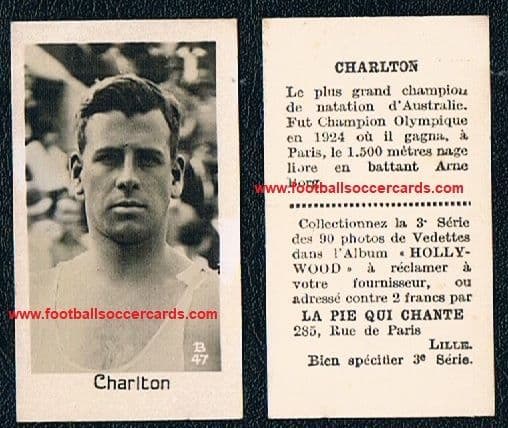 www.footballsoccercards.com
B
47
Charlton
CHARLTON
Le plus grand champion
de natation d'Australie.
Fut Champion Olympique
en 1924 où il gagna, à
Paris, le 1.500 mètres nage
libre en battant Arne
Borg.
www.footballsoccercards.com
Collectionnez la 3e Série
des 90 photos de Vedettes
dans l'Album « HOLLY-
WOOD » à réclamer à
votre fournisseur, ou
adressé contre 2 francs par
LA PIE QUI CHANTE
285, Rue de Paris
LILLE.
Bien spécifier 3e Série.